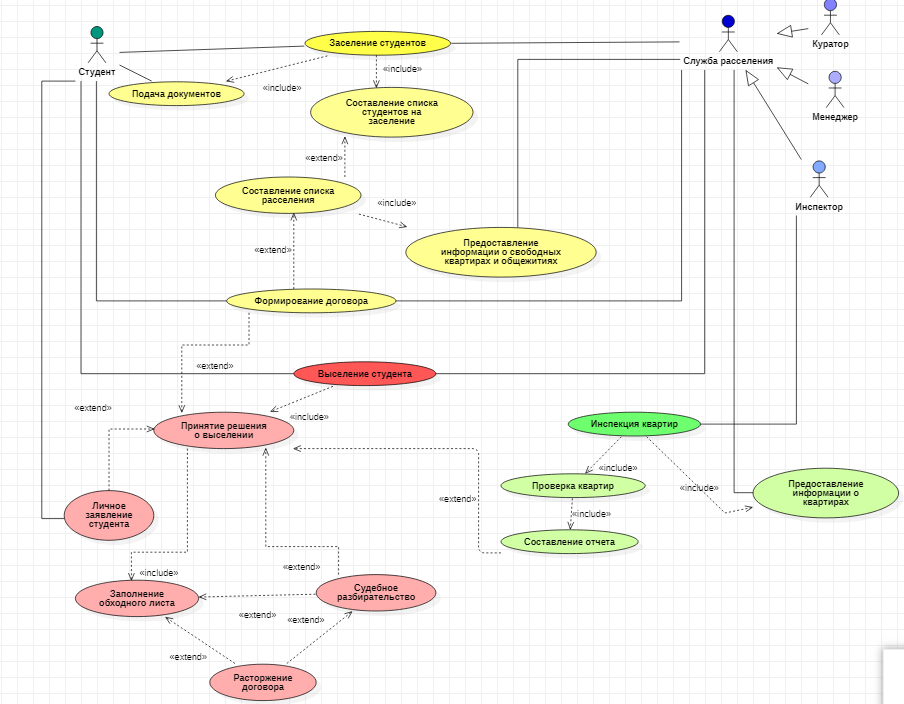 Заселение студентов
Куратор
Студент
Служба расселения
«include»
«include»
Подача документов
Составление списка
студентов на
заселение
Менеджер
«extend»
Составление списка
расселения
«include»
Инспектор
Предоставление
информации о свободных
квартирах и общежитиях
«extend»
Формирование договора
«extend»
Выселение студента
«extend»
«include»
Принятие решения
о выселении
Инспекция квартир
«include»
Проверка квартир
«include»
Предоставление
информации о
квартирах
«extend»
Личное
заявление
студента
«include»
Составление отчета
«include»
«extend»
Заполнение
обходного листа
Судебное
разбирательство
«extend»
«extend»
«extend»
Расторжение
договора